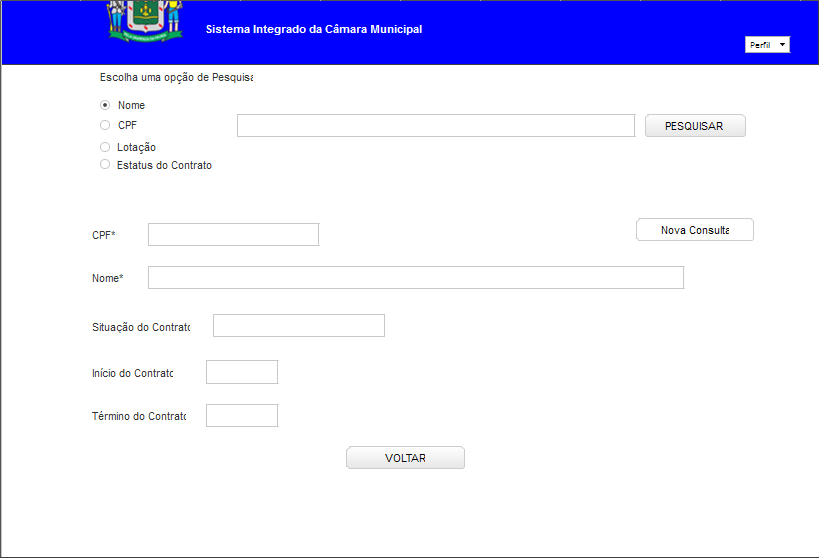 Sistema Integrado da Câmara Municipal
Perfil
Escolha uma opção de Pesquisa
Nome
CPF
PESQUISAR
Lotação
Estatus do Contrato
CPF*
Nova Consulta
Nome*
Situação do Contrato
Início do Contrato
Término do Contrato
VOLTAR